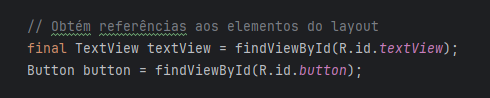 // Obtém referências aos elementos do layout
final TextView textView = findViewById(R.id.textView);
Button button = findViewById(R.id.button);